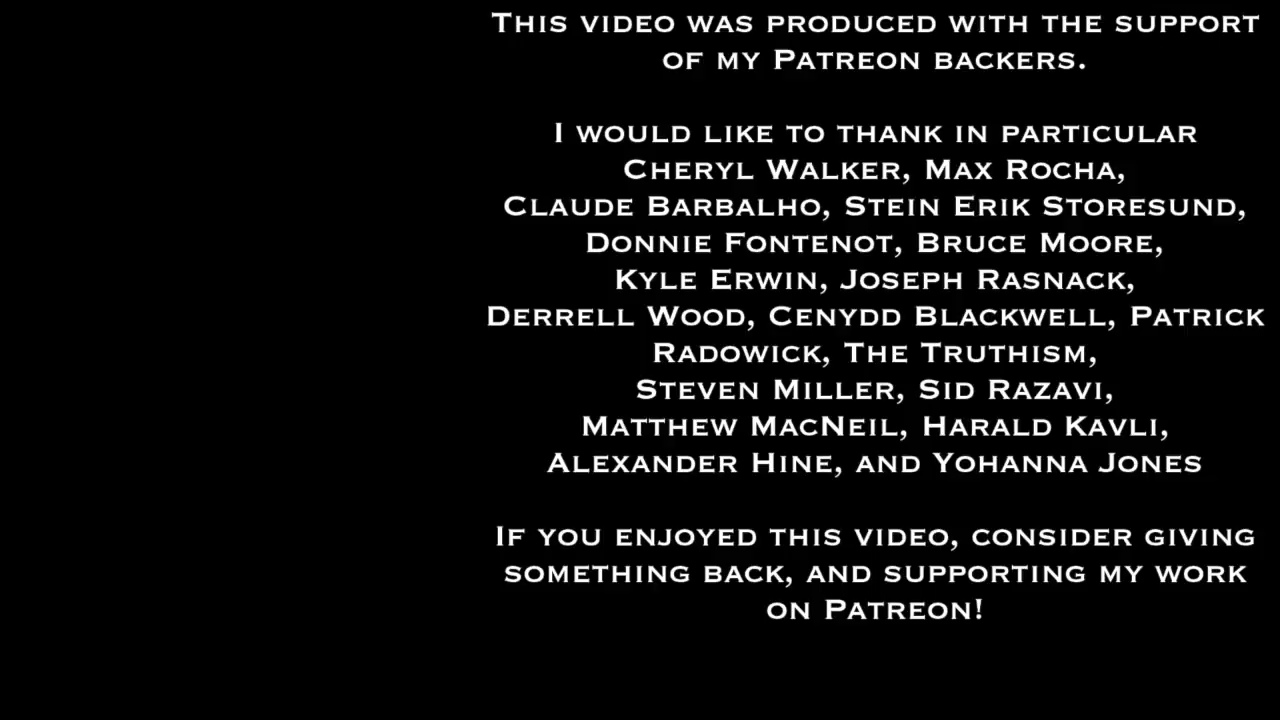 This video was produced with the support
of my Patreon backers.
I would like to thank in particular
Cheryl Walker, Max Rocha,
Claude Barbalho, Stein Erik Storesund,
Donnie Fontenot, Bruce Moore,
Kyle Erwin, Joseph Rasnack,
Derrell Wood, Cenydd Blackwell, Patrick
Radowick, The Truthism,
Steven Miller, Sid Razavi,
Matthew MacNeil, Harald Kavli,
Alexander Hine, and Yohanna Jones
If you enjoyed this video, consider giving
something back, and supporting my work
on Patreon!